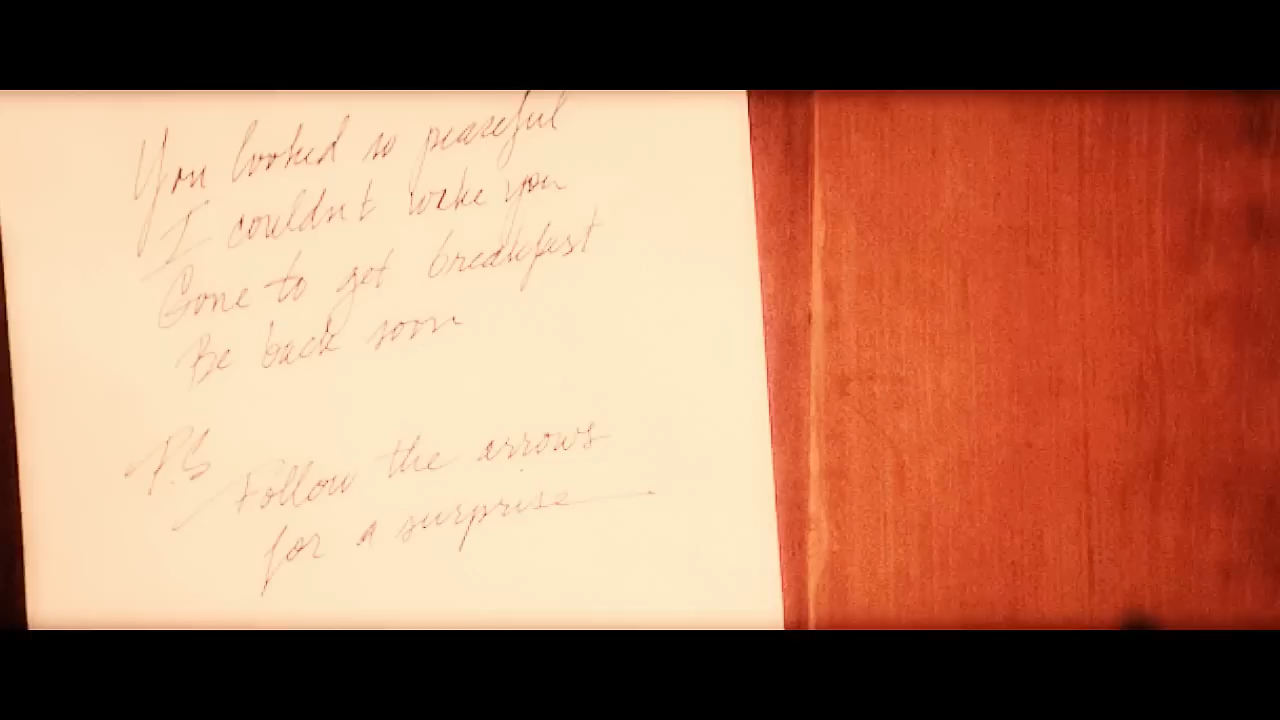 You looked so peaceful
I couldn't wake you
Gone to get breakfast
Be back soon
P.S
Follow the arrows
for a surprise